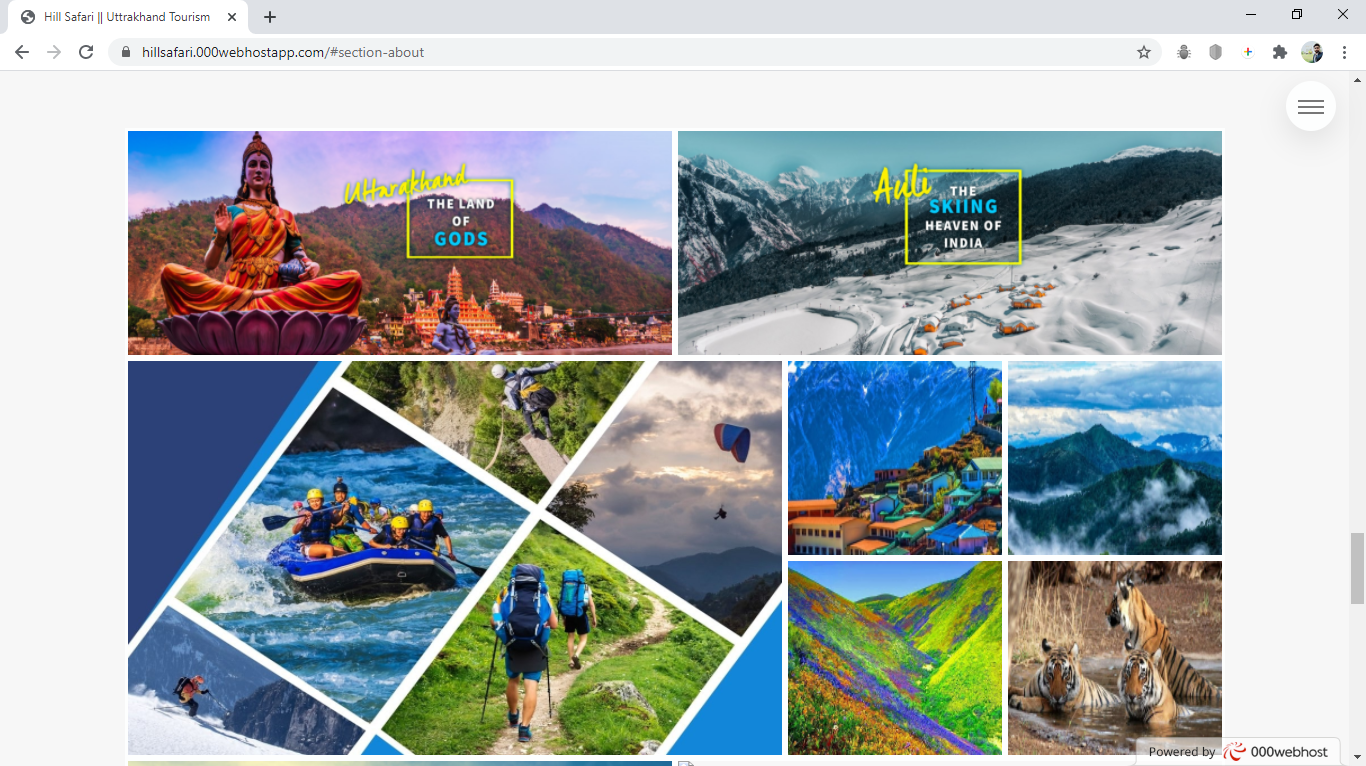 Hill Safari || Uttrakhand Tourism
hillsafari.000webhostapp.com/#section-about
Uttarakhand
THE LAND
OF
GODS
Auli
THE
SKIING
HEAVEN OF
INDIA
Powered by 000webhost